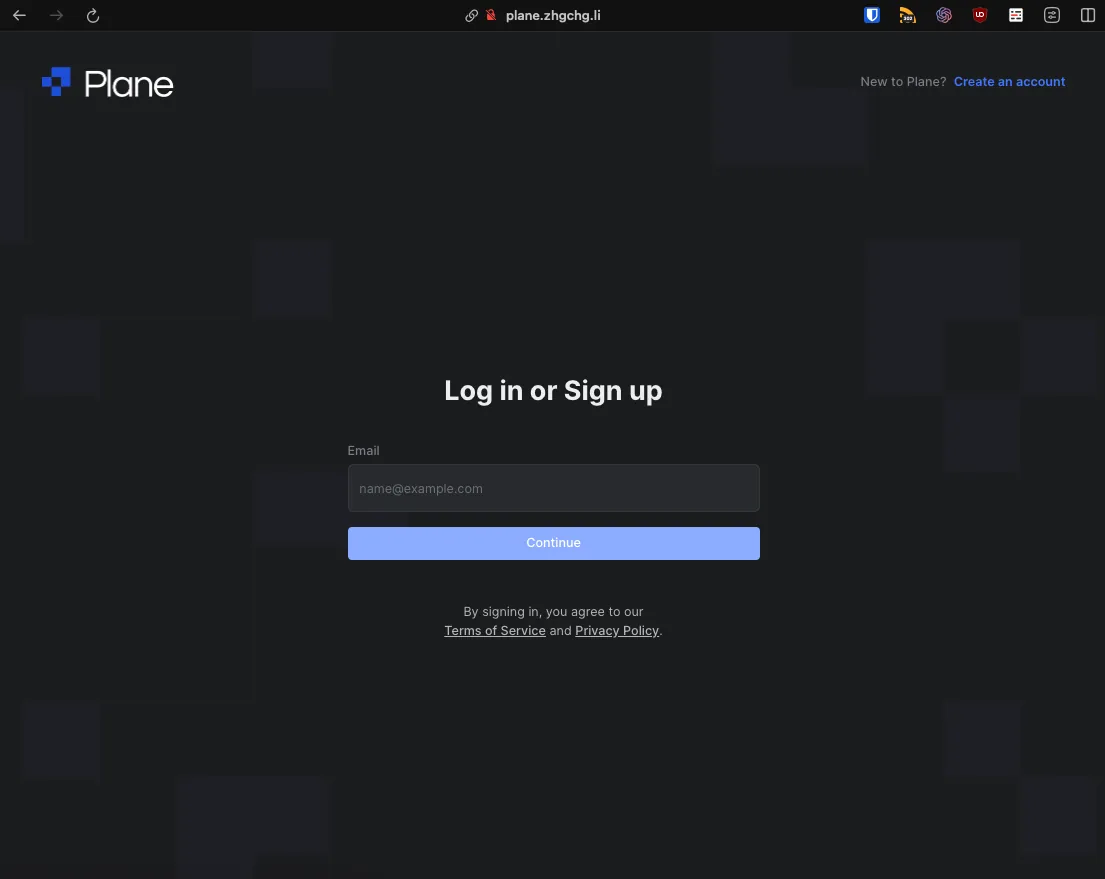 plane.zhgchg.li
Plane
New to Plane? Create an account
Log in or Sign up
Email
name@example.com
Continue
By signing in, you agree to our
Terms of Service and Privacy Policy.